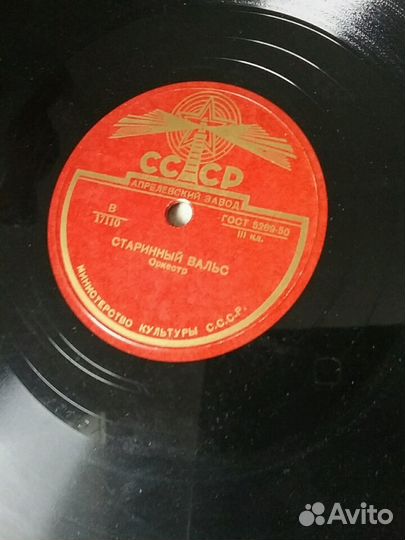 СССР
АПРЕЛЕВСКИЙ ЗАВОД
В
17110
ГОСТ 5289-50
III кл.
СТАРИННЫЙ ВАЛЬС
Оркестр
МИНИСТЕРСТВО КУЛЬТУРЫ С.С.С.Р.
Avito